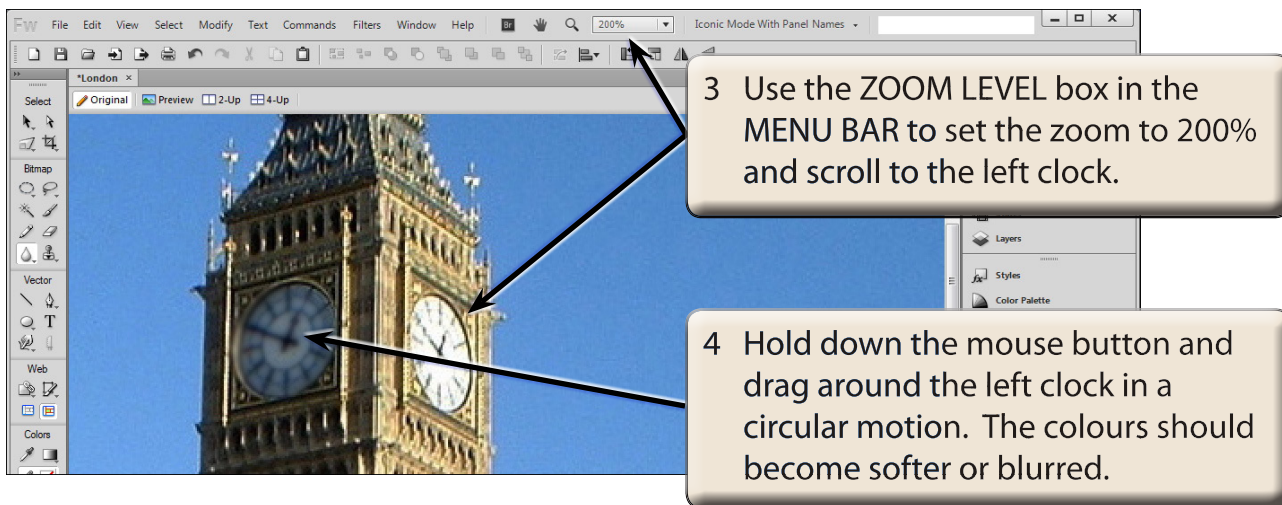 Fw File Edit View Select Modify Text Commands Filters Window Help Br 200% Iconic Mode With Panel Names
*London ×
Select Original Preview 2-Up 4-Up
Bitmap
Vector
T
Web
Colors
Layers
Styles
Color Palette
3 Use the ZOOM LEVEL box in the
MENU BAR to set the zoom to 200%
and scroll to the left clock.
4 Hold down the mouse button and
drag around the left clock in a
circular motion. The colours should
become softer or blurred.